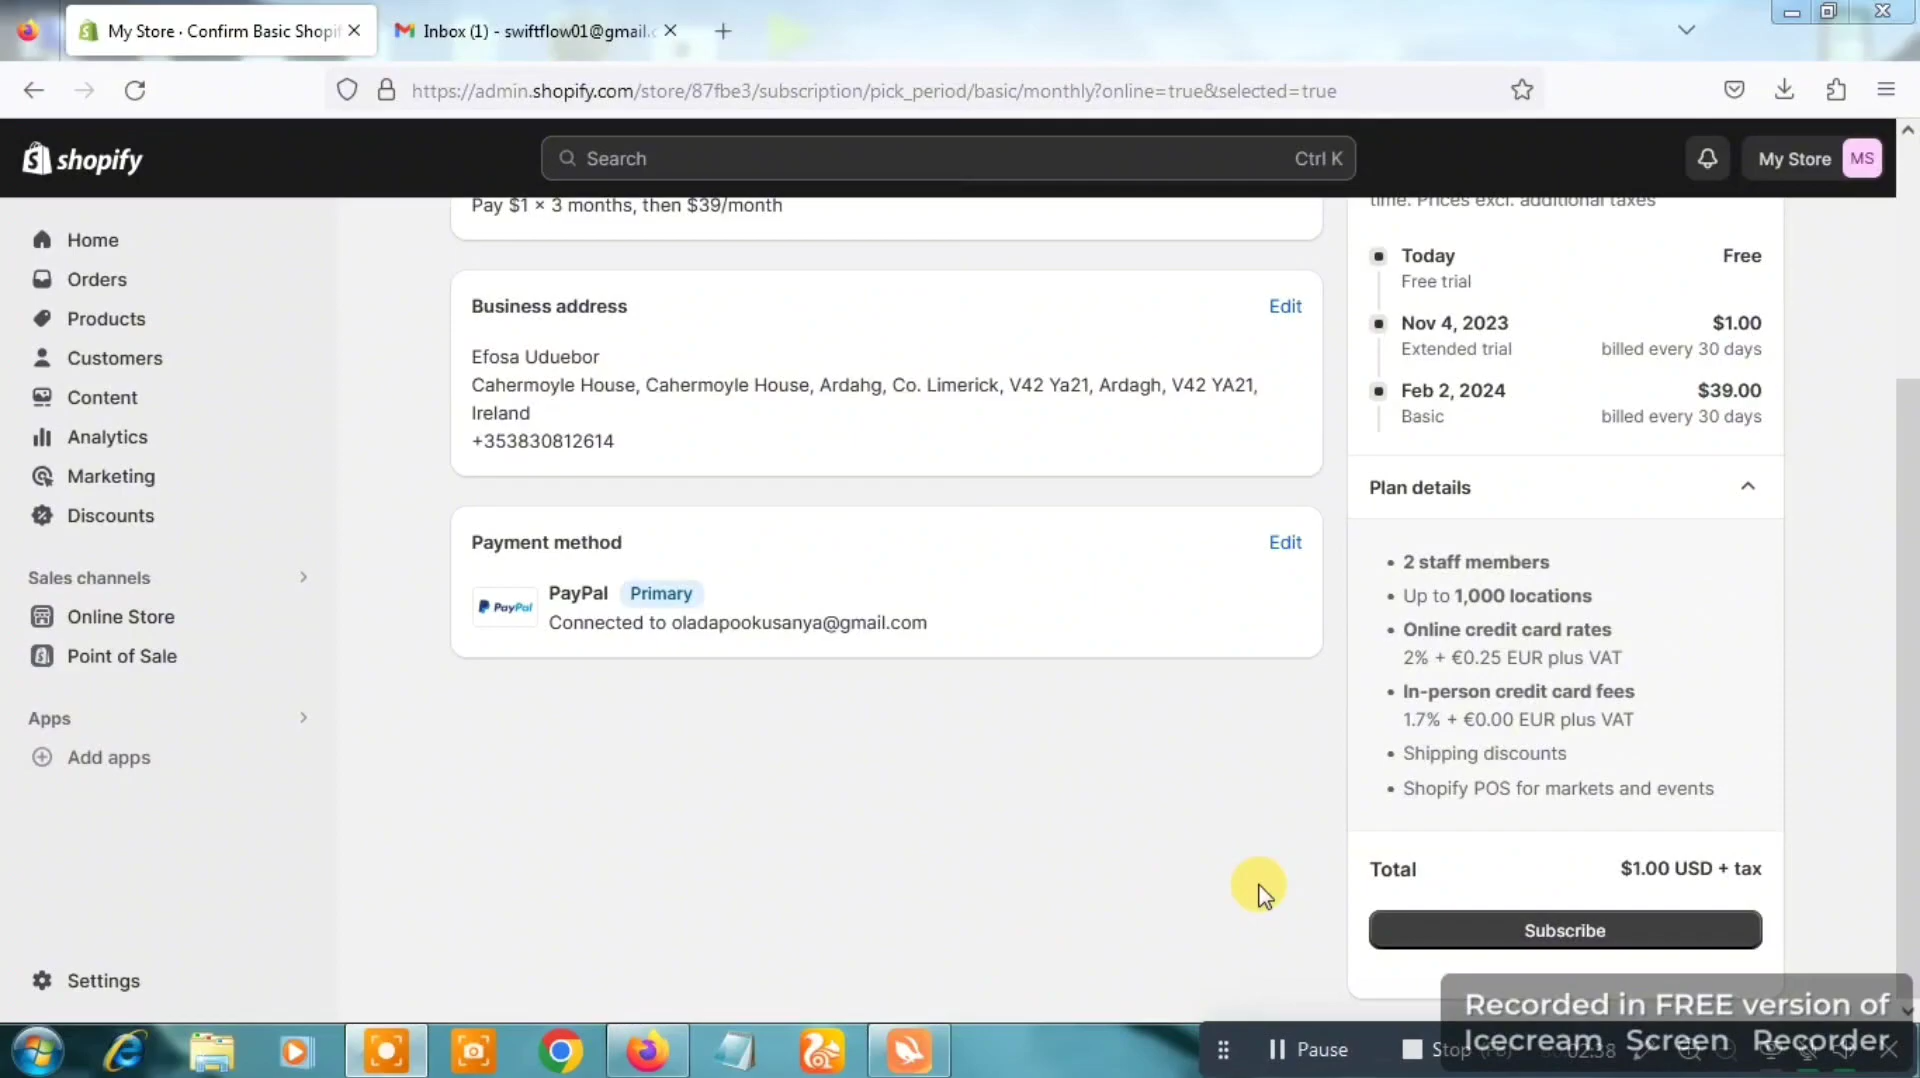 My Store · Confirm Basic Shopif
Inbox (1) - swiftflow01@gmail.c
https://admin.shopify.com/store/87fbe3/subscription/pick_period/basic/monthly?online=true&selected=true
shopify
Search
Ctrl K
My Store
MS
Home
Orders
Products
Customers
Content
Analytics
Marketing
Discounts
Sales channels
Online Store
Point of Sale
Apps
Add apps
Settings
Pay $1 × 3 months, then $39/month
Business address
Edit
Efosa Uduebor
Cahermoyle House, Cahermoyle House, Ardahg, Co. Limerick, V42 Ya21, Ardagh, V42 YA21,
Ireland
+353830812614
Payment method
Edit
PayPal
PayPal
Primary
Connected to oladapookusanya@gmail.com
time. Prices excl. additional taxes
Today
Free
Free trial
Nov 4, 2023
$1.00
Extended trial
billed every 30 days
Feb 2, 2024
$39.00
Basic
billed every 30 days
Plan details
• 2 staff members
• Up to 1,000 locations
• Online credit card rates
2% + €0.25 EUR plus VAT
• In-person credit card fees
1.7% + €0.00 EUR plus VAT
• Shipping discounts
• Shopify POS for markets and events
Total
$1.00 USD + tax
Subscribe
Recorded in FREE version of
Icecream Screen Recorder
Pause
Stop
02:38